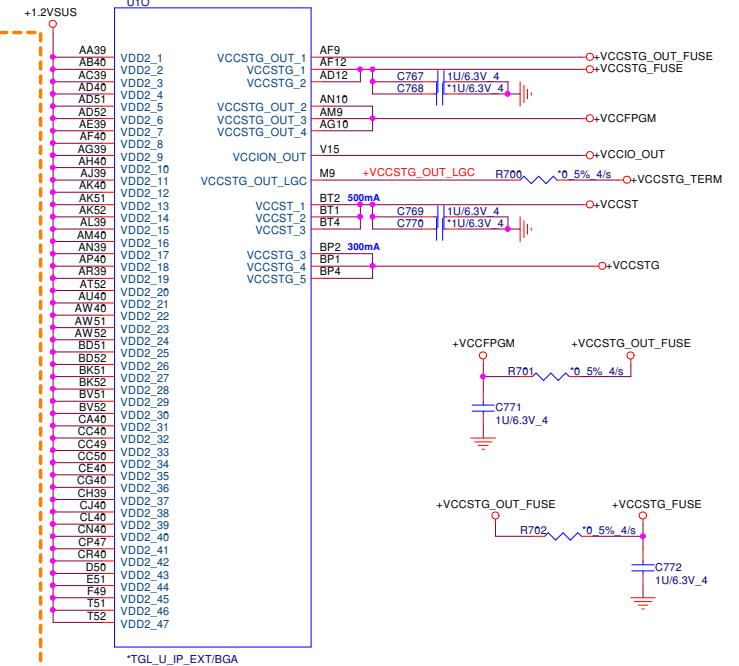 U10
+1.2VSUS
AA39 VDD2_1
AB40 VDD2_2
AC39 VDD2_3
AD40 VDD2_4
AD51 VDD2_5
AD52 VDD2_6
AE39 VDD2_7
AF40 VDD2_8
AG39 VDD2_9
AH40 VDD2_10
AJ39 VDD2_11
AK40 VDD2_12
AK51 VDD2_13
AK52 VDD2_14
AL39 VDD2_15
AM40 VDD2_16
AN39 VDD2_17
AP40 VDD2_18
AR39 VDD2_19
AT52 VDD2_20
AU40 VDD2_21
AW40 VDD2_22
AW51 VDD2_23
AW52 VDD2_24
BD51 VDD2_25
BD52 VDD2_26
BK51 VDD2_27
BK52 VDD2_28
BV51 VDD2_29
BV52 VDD2_30
CA40 VDD2_31
CC40 VDD2_32
CC49 VDD2_33
CC50 VDD2_34
CE40 VDD2_35
CG40 VDD2_36
CH39 VDD2_37
CJ40 VDD2_38
CL40 VDD2_39
CN40 VDD2_40
CP47 VDD2_41
CR40 VDD2_42
D50 VDD2_43
E51 VDD2_44
F49 VDD2_45
T51 VDD2_46
T52 VDD2_47
VCCSTG_OUT_1 AF9 +VCCSTG_OUT_FUSE
VCCSTG_1 AF12 +VCCSTG_FUSE
VCCSTG_2 AD12 C767 1U/6.3V_4
C768 *1U/6.3V_4
VCCSTG_OUT_2 AN10
VCCSTG_OUT_3 AM9 +VCCFPGM
VCCSTG_OUT_4 AG10
VCCION_OUT V15 +VCCIO_OUT
VCCSTG_OUT_LGC M9 +VCCSTG_OUT_LGC R700 *0_5%_4/s +VCCSTG_TERM
VCCST_1 BT2 500mA +VCCST
VCCST_2 BT1 C769 1U/6.3V_4
VCCST_3 BT4 C770 *1U/6.3V_4
VCCSTG_3 BP2 300mA
VCCSTG_4 BP1 +VCCSTG
VCCSTG_5 BP4
+VCCFPGM +VCCSTG_OUT_FUSE
R701 *0_5%_4/s
C771
1U/6.3V_4
+VCCSTG_OUT_FUSE +VCCSTG_FUSE
R702 *0_5%_4/s
C772
1U/6.3V_4
*TGL_U_IP_EXT/BGA